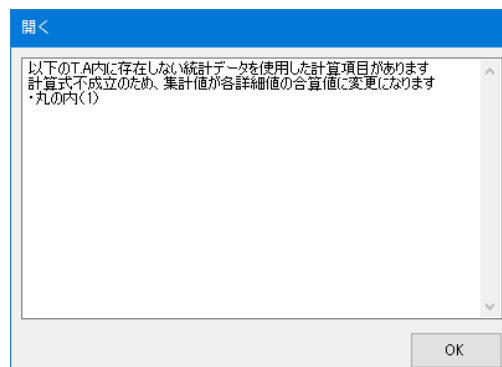 開く
以下のT.A内に存在しない統計データを使用した計算項目があります
計算式不成立のため、集計値が各詳細値の合算値に変更になります
・丸の内(1)
OK